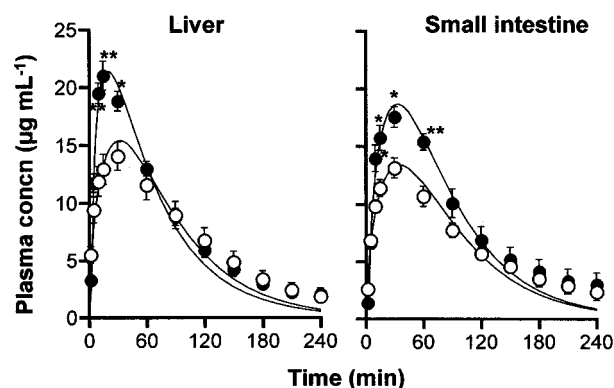 Liver
Small intestine
Plasma concn (µg mL-1)
25
20
15
10
5
0
**
*
**
*
*
*
**
0 60 120 180 240
0 60 120 180 240
Time (min)